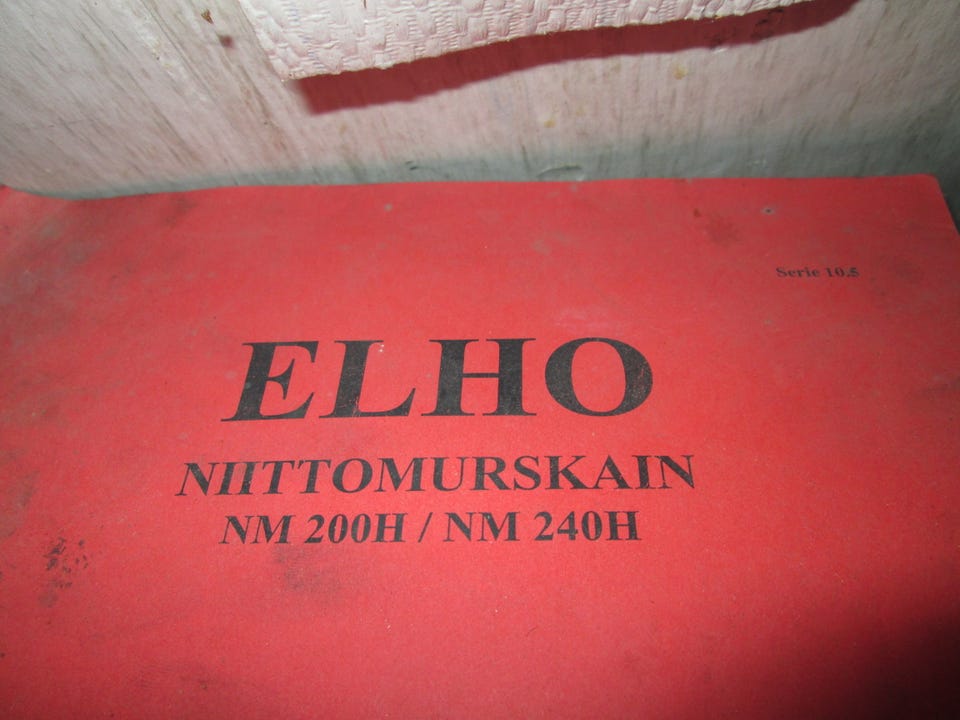 Serie 10.5
ELHO
NIITTOMURSKAIN
NM 200H / NM 240H